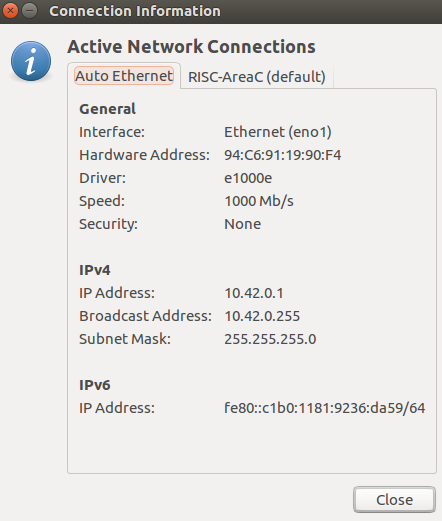 Connection Information
Active Network Connections
Auto Ethernet RISC-AreaC (default)
General
Interface: Ethernet (eno1)
Hardware Address: 94:C6:91:19:90:F4
Driver: e1000e
Speed: 1000 Mb/s
Security: None
IPv4
IP Address: 10.42.0.1
Broadcast Address: 10.42.0.255
Subnet Mask: 255.255.255.0
IPv6
IP Address: fe80::c1b0:1181:9236:da59/64
Close